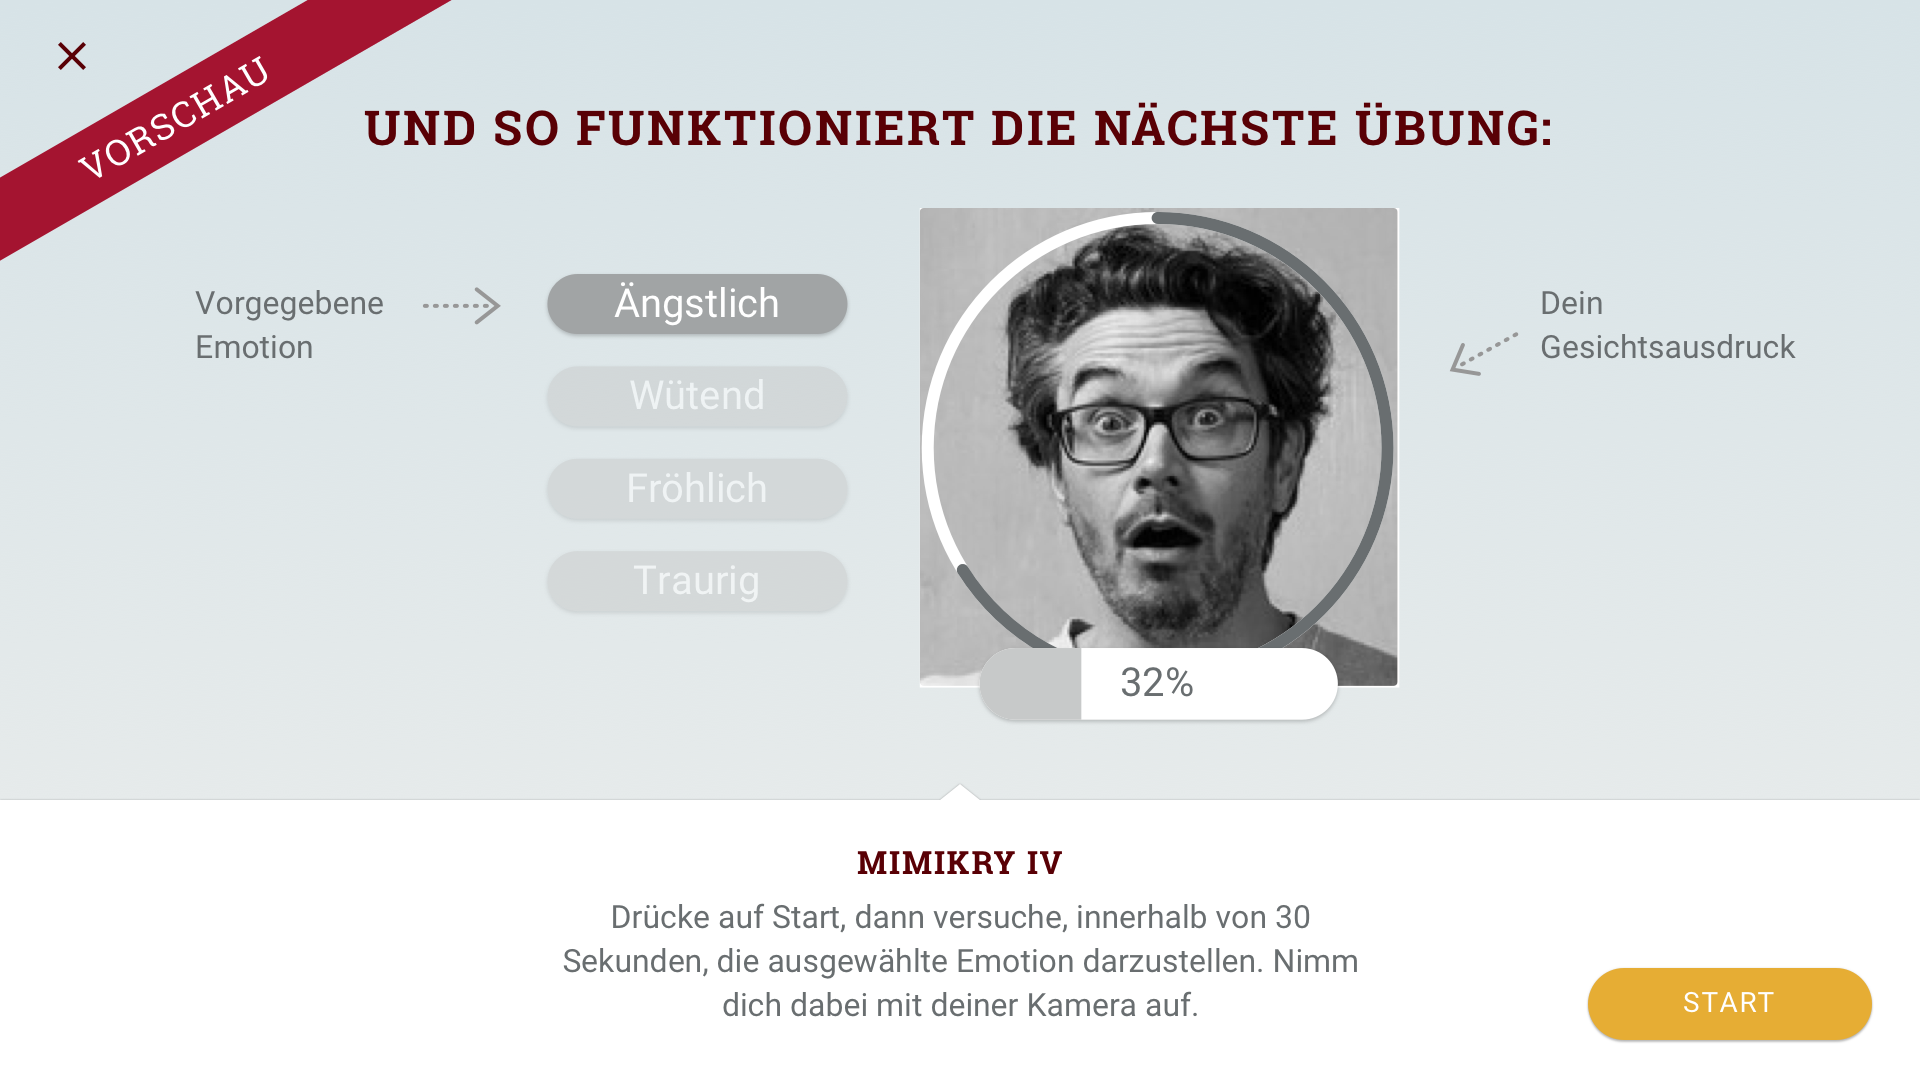 VORSCHAU
UND SO FUNKTIONIERT DIE NÄCHSTE ÜBUNG:
Vorgegebene
Emotion
Ängstlich
Wütend
Fröhlich
Traurig
Dein
Gesichtsausdruck
32%
MIMIKRY IV
Drücke auf Start, dann versuche, innerhalb von 30
Sekunden, die ausgewählte Emotion darzustellen. Nimm
dich dabei mit deiner Kamera auf.
START